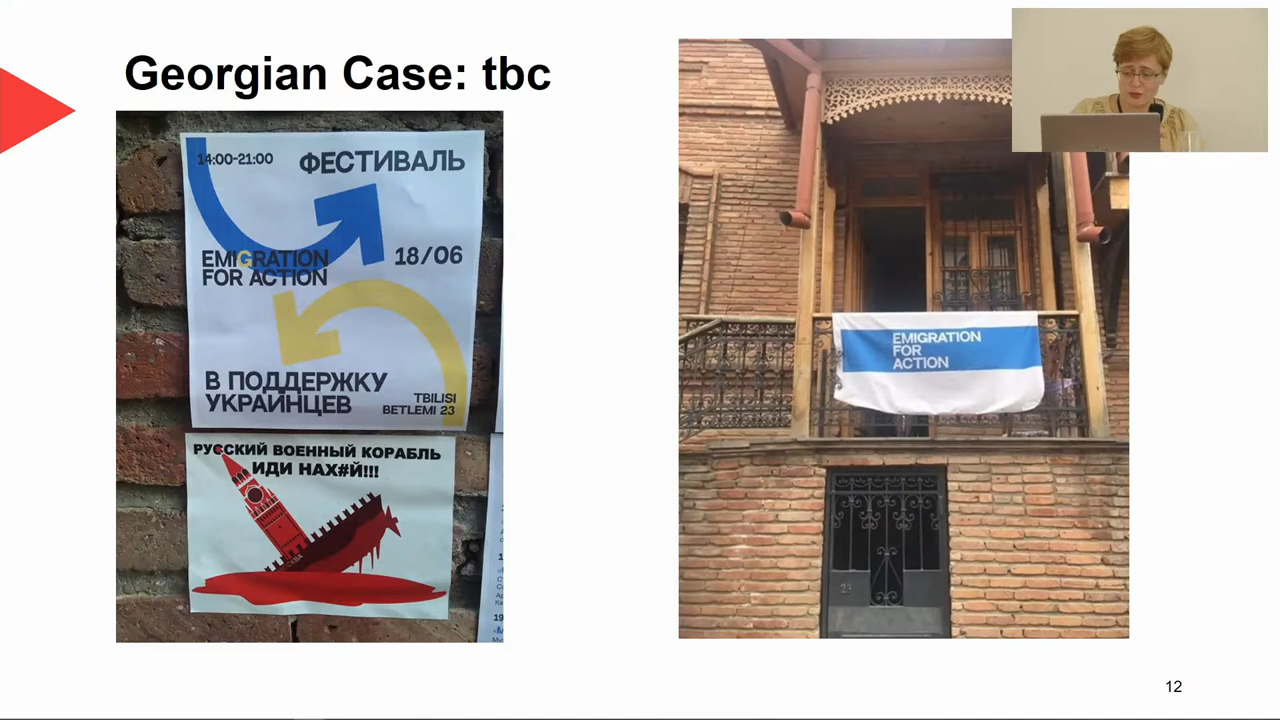 Georgian Case: tbc
14:00-21:00
ФЕСТИВАЛЬ
EMIGRATION
FOR ACTION
18/06
В ПОДДЕРЖКУ
УКРАИНЦЕВ
TBILISI
BETLEMI 23
РУССКИЙ ВОЕННЫЙ КОРАБЛЬ
ИДИ НАХ#Й!!!
EMIGRATION
FOR
ACTION
23
12